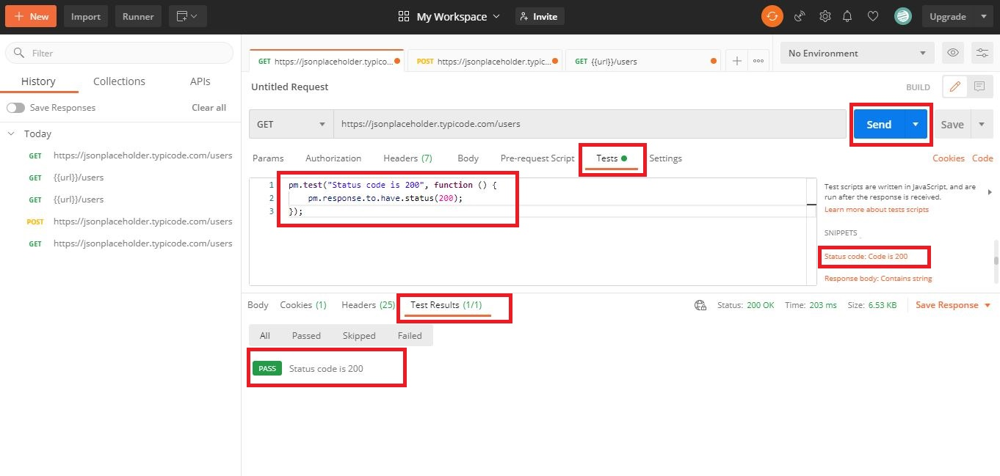 New
Import
Runner
My Workspace
Invite
Upgrade
Filter
History
Collections
APIs
Save Responses
Clear all
Today
GET https://jsonplaceholder.typicode.com/users
GET {{url}}/users
GET {{url}}/users
POST https://jsonplaceholder.typicode.com/users
GET https://jsonplaceholder.typicode.com/users
GET https://jsonplaceholder.typico...
POST https://jsonplaceholder.typic...
GET {{url}}/users
No Environment
Untitled Request
BUILD
GET
https://jsonplaceholder.typicode.com/users
Send
Save
Params
Authorization
Headers (7)
Body
Pre-request Script
Tests
Settings
Cookies
Code
1 pm.test("Status code is 200", function () {
2 pm.response.to.have.status(200);
3 });
Test scripts are written in JavaScript, and are
run after the response is received.
Learn more about tests scripts
SNIPPETS
Status code: Code is 200
Response body: Contains string
Body
Cookies (1)
Headers (25)
Test Results (1/1)
Status: 200 OK
Time: 203 ms
Size: 6.53 KB
Save Response
All
Passed
Skipped
Failed
PASS
Status code is 200